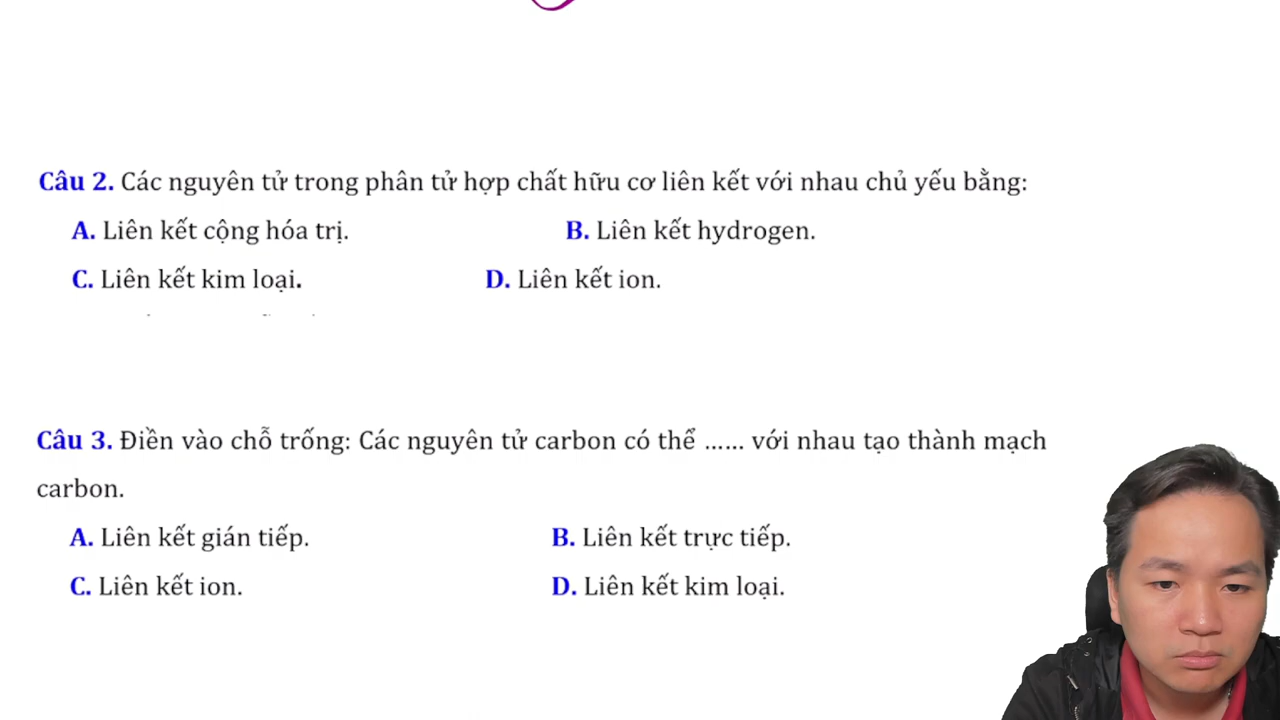 Câu 2. Các nguyên tử trong phân tử hợp chất hữu cơ liên kết với nhau chủ yếu bằng:
A. Liên kết cộng hóa trị. B. Liên kết hydrogen.
C. Liên kết kim loại. D. Liên kết ion.
Câu 3. Điền vào chỗ trống: Các nguyên tử carbon có thể ...... với nhau tạo thành mạch
carbon.
A. Liên kết gián tiếp. B. Liên kết trực tiếp.
C. Liên kết ion. D. Liên kết kim loại.